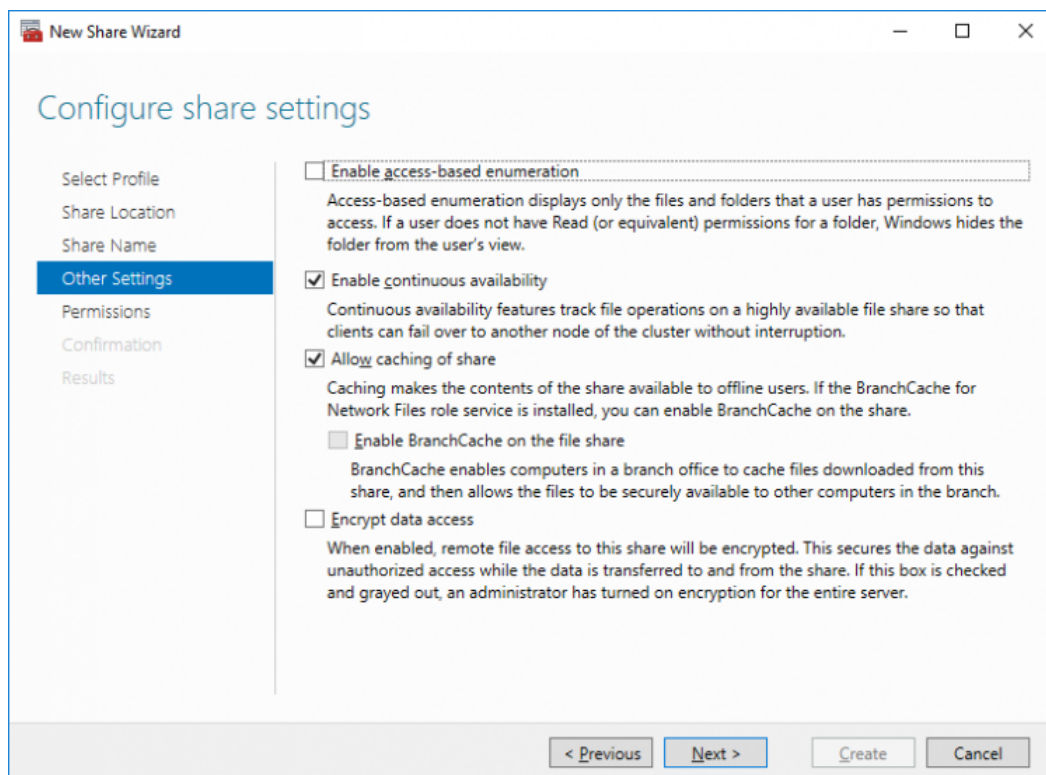 New Share Wizard
Configure share settings
Select Profile
Share Location
Share Name
Other Settings
Permissions
Confirmation
Results
Enable access-based enumeration
Access-based enumeration displays only the files and folders that a user has permissions to
access. If a user does not have Read (or equivalent) permissions for a folder, Windows hides the
folder from the user's view.
Enable continuous availability
Continuous availability features track file operations on a highly available file share so that
clients can fail over to another node of the cluster without interruption.
Allow caching of share
Caching makes the contents of the share available to offline users. If the BranchCache for
Network Files role service is installed, you can enable BranchCache on the share.
Enable BranchCache on the file share
BranchCache enables computers in a branch office to cache files downloaded from this
share, and then allows the files to be securely available to other computers in the branch.
Encrypt data access
When enabled, remote file access to this share will be encrypted. This secures the data against
unauthorized access while the data is transferred to and from the share. If this box is checked
and grayed out, an administrator has turned on encryption for the entire server.
< Previous
Next >
Create
Cancel